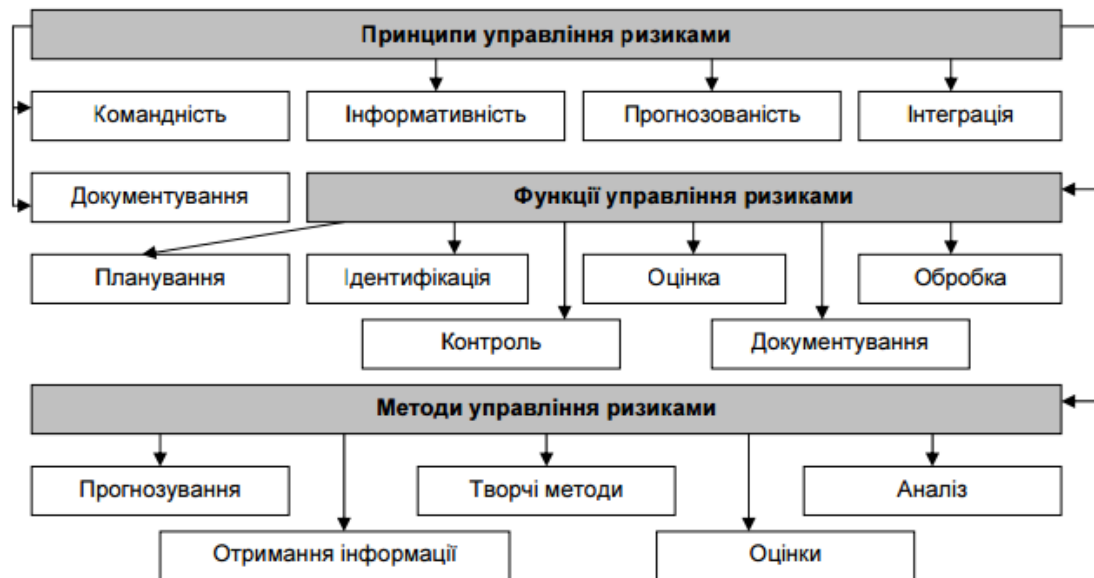 Принципи управління ризиками
Командність
Інформативність
Прогнозованість
Інтеграція
Документування
Функції управління ризиками
Планування
Ідентифікація
Оцінка
Обробка
Контроль
Документування
Методи управління ризиками
Прогнозування
Творчі методи
Аналіз
Отримання інформації
Оцінки